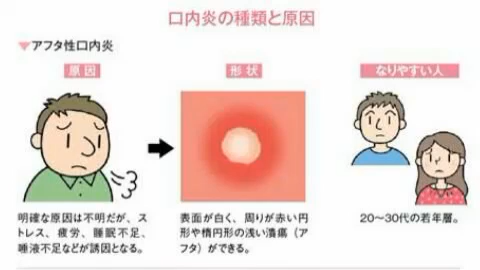 口内炎の種類と原因
▼アフタ性口内炎
原因
形状
なりやすい人
明確な原因は不明だが、ス
トレス、疲労、睡眠不足、
唾液不足などが誘因となる。
表面が白く、周りが赤い円
形や楕円形の浅い潰瘍（ア
フタ）ができる。
20〜30代の若年層。